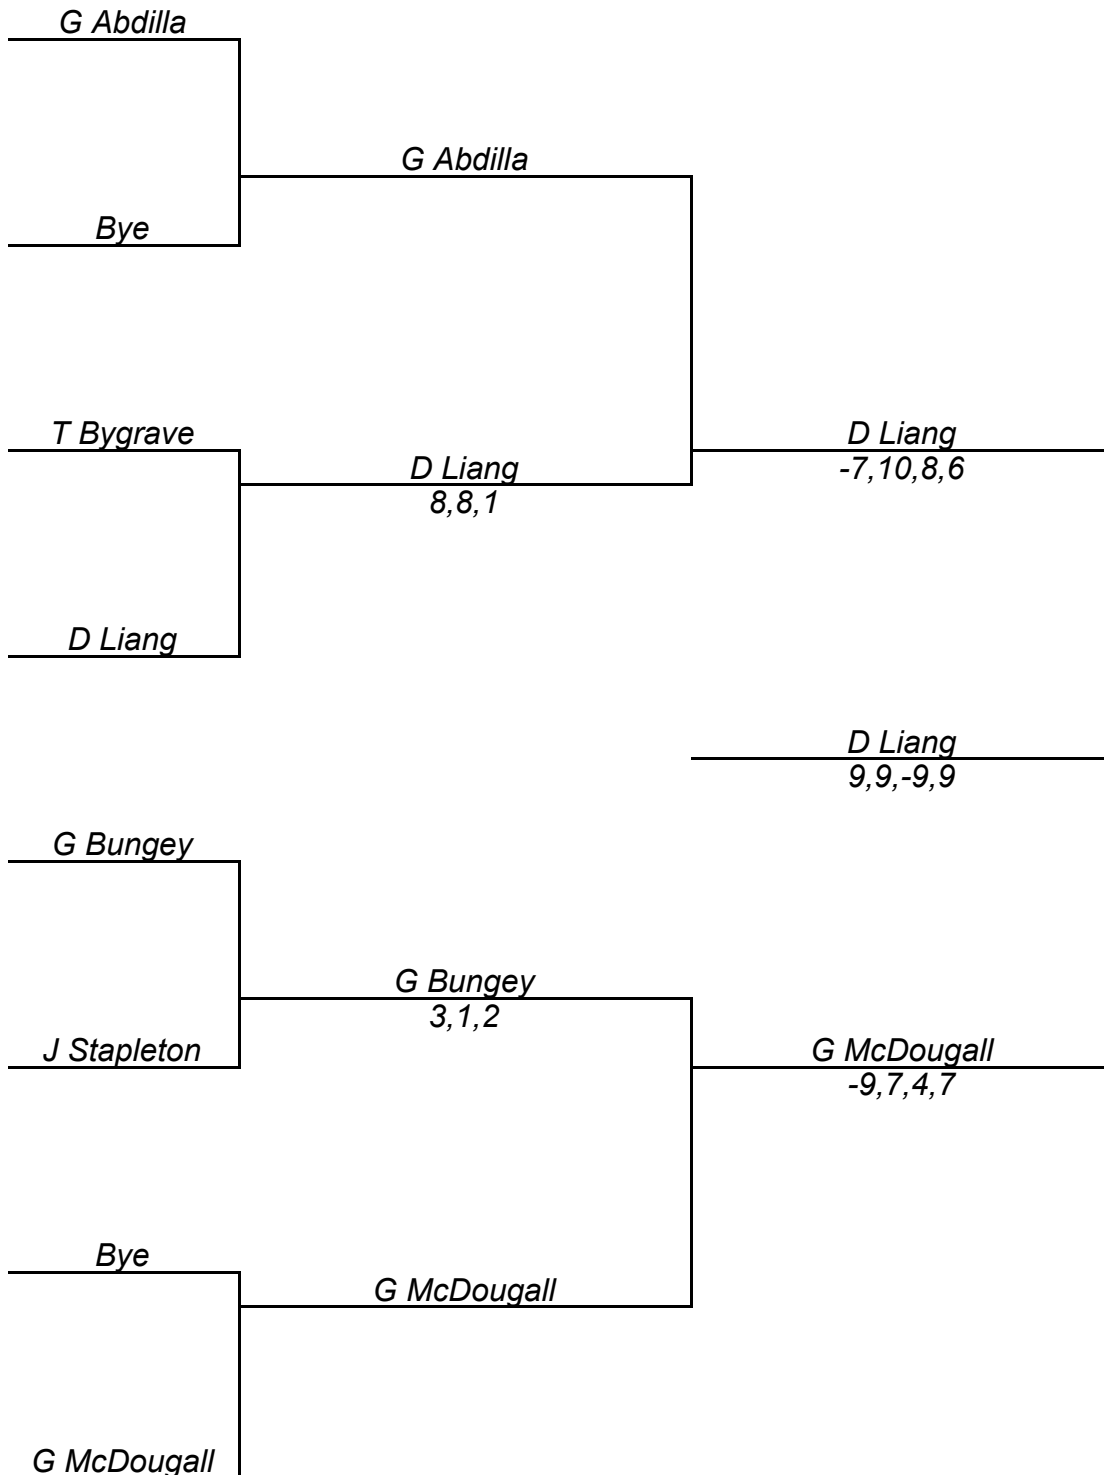 G Abdilla
G Abdilla
Bye
T Bygrave
D Liang
D Liang
-7,10,8,6
8,8,1
D Liang
D Liang
9,9,-9,9
G Bungey
G Bungey
3,1,2
J Stapleton
G McDougall
-9,7,4,7
Bye
G McDougall
G McDougall